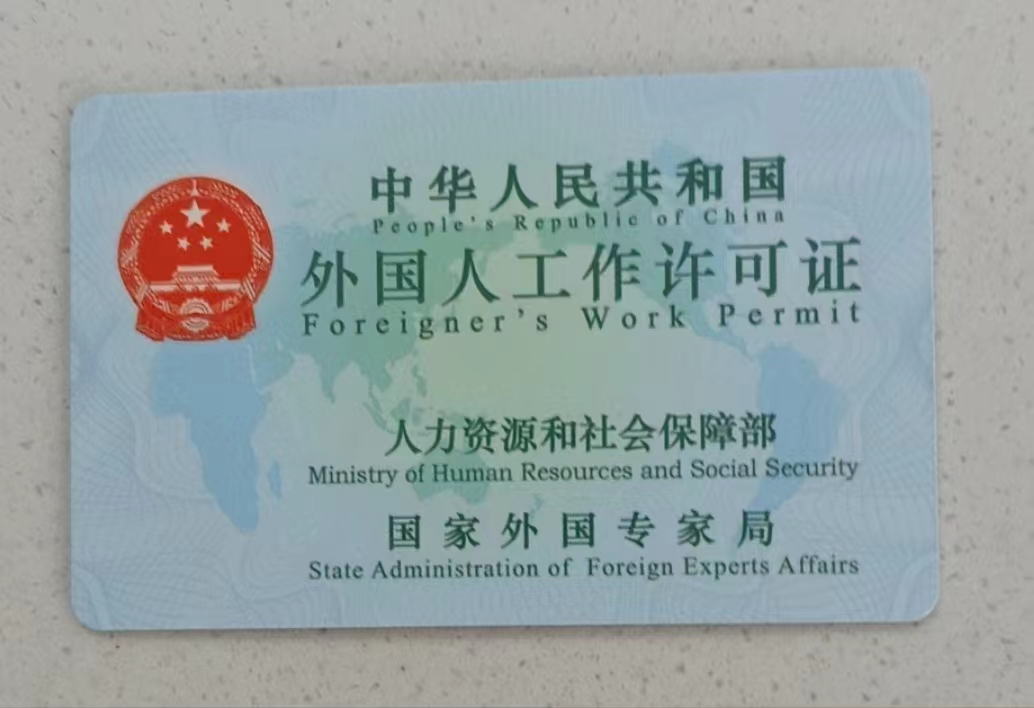 中华人民共和国
People's Republic of China
外国人工作许可证
Foreigner's Work Permit
人力资源和社会保障部
Ministry of Human Resources and Social Security
国家外国专家局
State Administration of Foreign Experts Affairs